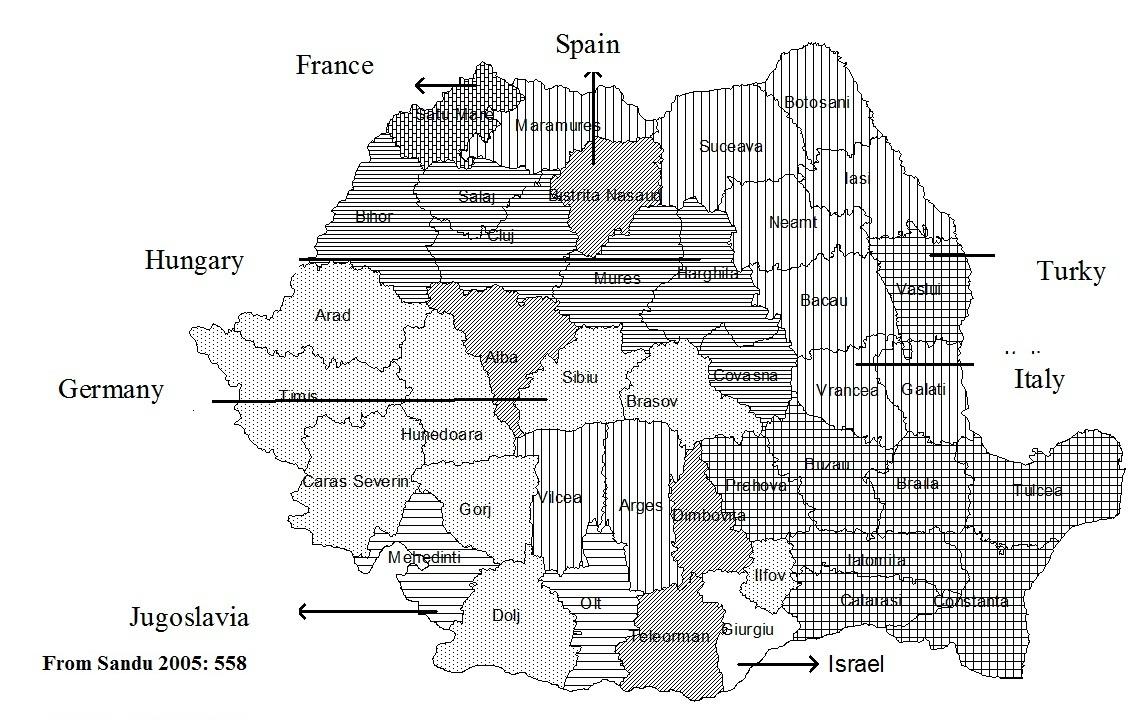 Spain
France
Satu Mare
Maramures
Botosani
Suceava
Iasi
Salaj
Bistrita Nasaud
Bihor
Neamt
Cluj
Hungary
Mures
Harghita
Turky
Vaslui
Bacau
Arad
Alba
Sibiu
Covasna
Italy
Germany
Timis
Brasov
Vrancea
Galati
Hunedoara
Buzau
Caras Severin
Prahova
Braila
Tulcea
Vilcea
Arges
Gorj
Dimbovita
Mehedinti
Ialomita
Ilfov
Calarasi
Constanta
Olt
Jugoslavia
Dolj
Teleorman
Giurgiu
From Sandu 2005: 558
Israel